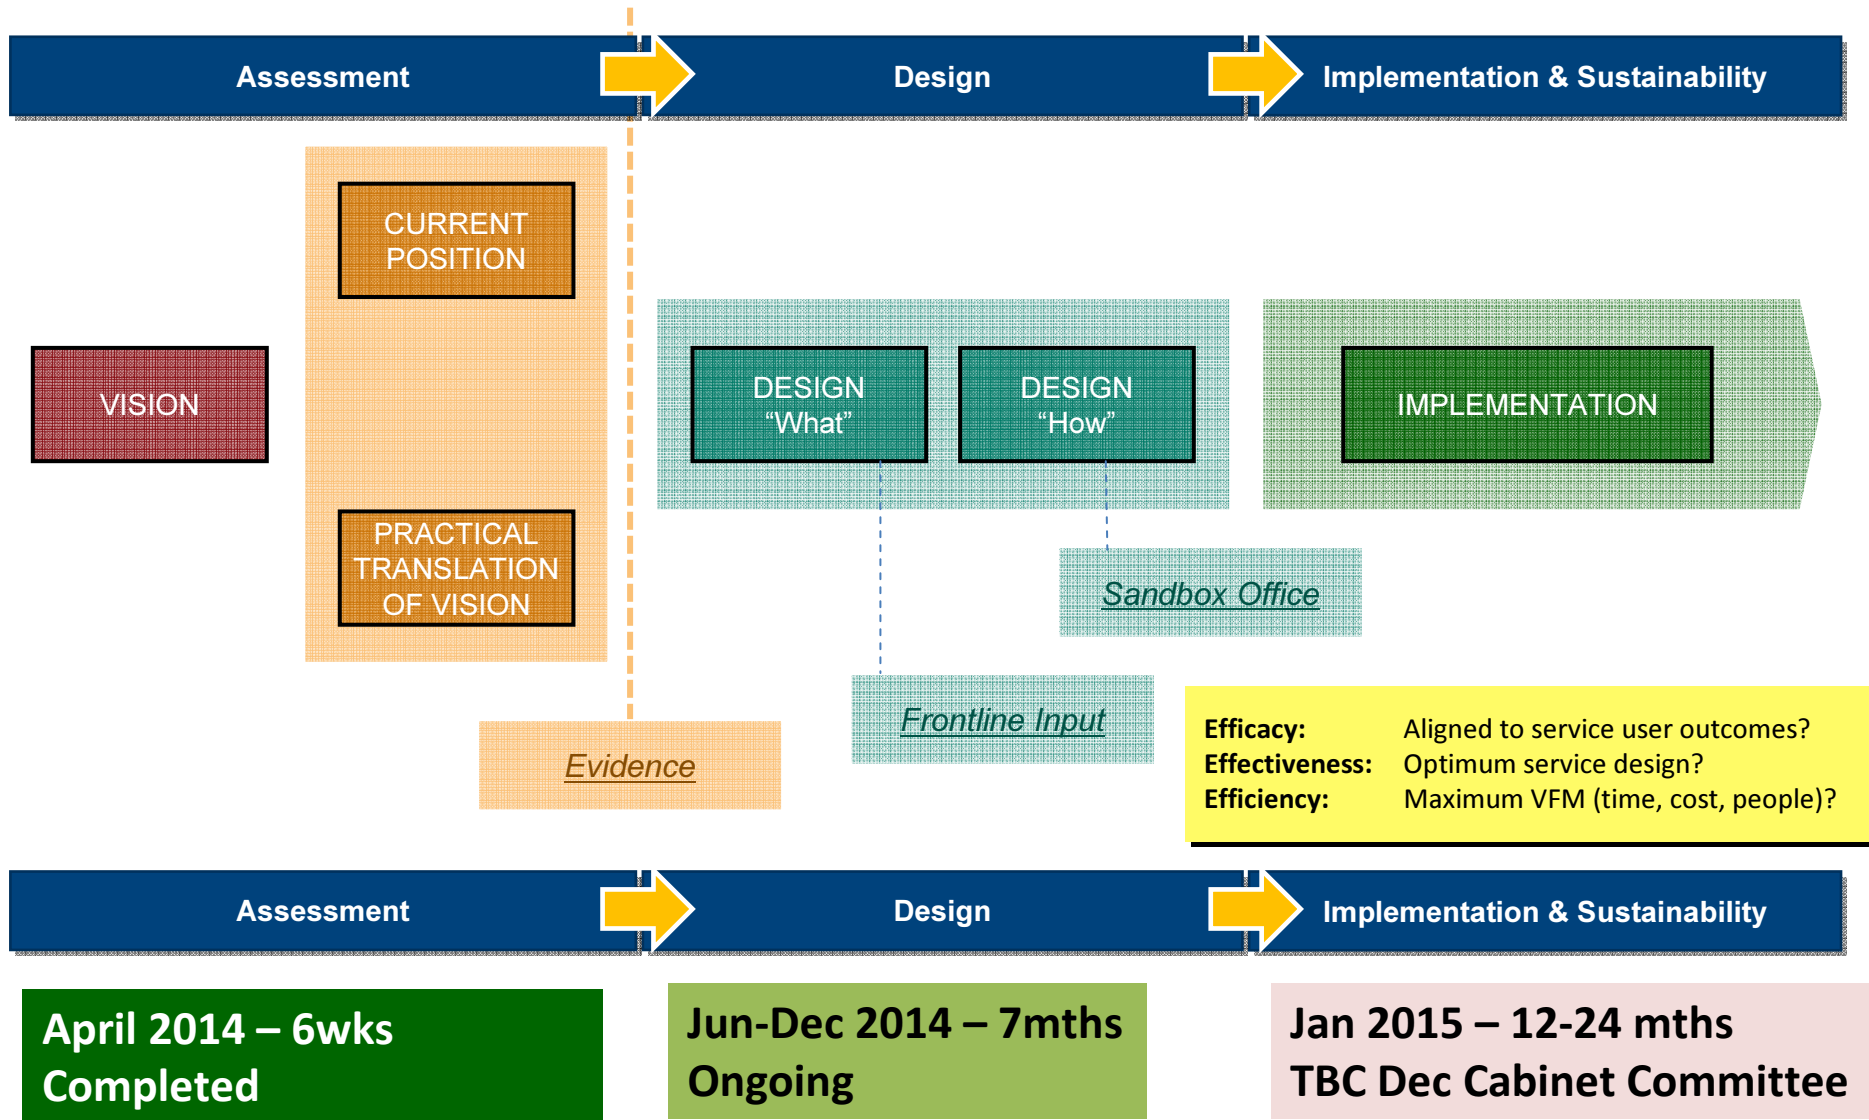 Assessment
Design
Implementation & Sustainability
CURRENT
POSITION
VISION
PRACTICAL
TRANSLATION
OF VISION
DESIGN
“What”
DESIGN
“How”
IMPLEMENTATION
Sandbox Office
Frontline Input
Evidence
Efficacy: Aligned to service user outcomes?
Effectiveness: Optimum service design?
Efficiency: Maximum VFM (time, cost, people)?
Assessment
Design
Implementation & Sustainability
April 2014 – 6wks
Completed
Jun-Dec 2014 – 7mths
Ongoing
Jan 2015 – 12-24 mths
TBC Dec Cabinet Committee